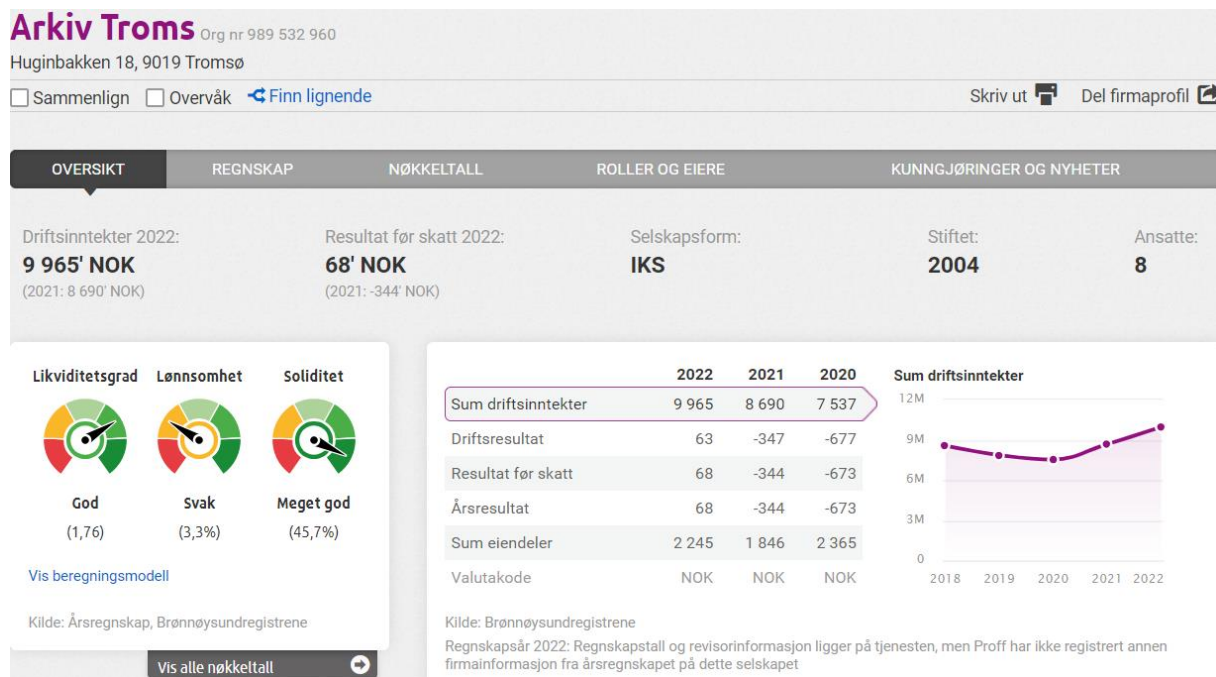 Arkiv Troms Org nr 989 532 960
Huginbakken 18, 9019 Tromsø
Sammenlign Overvåk Finn lignende Skriv ut Del firmaprofil
OVERSIKT REGNSKAP NØKKELTALL ROLLER OG EIERE KUNNGJØRINGER OG NYHETER
Driftsinntekter 2022: Resultat før skatt 2022: Selskapsform: Stiftet: Ansatte:
9 965' NOK 68' NOK IKS 2004 8
(2021: 8 690' NOK) (2021: -344' NOK)
Likviditetsgrad Lønnsomhet Soliditet
God Svak Meget god
(1,76) (3,3%) (45,7%)
Vis beregningsmodell
Kilde: Årsregnskap, Brønnøysundregistrene
Vis alle nøkkeltall
2022 2021 2020
Sum driftsinntekter 9 965 8 690 7 537
Driftsresultat 63 -347 -677
Resultat før skatt 68 -344 -673
Årsresultat 68 -344 -673
Sum eiendeler 2 245 1 846 2 365
Valutakode NOK NOK NOK
Sum driftsinntekter
12M
9M
6M
3M
0
2018 2019 2020 2021 2022
Kilde: Brønnøysundregistrene
Regnskapsår 2022: Regnskapstall og revisorinformasjon ligger på tjenesten, men Proff har ikke registrert annen
firmainformasjon fra årsregnskapet på dette selskapet